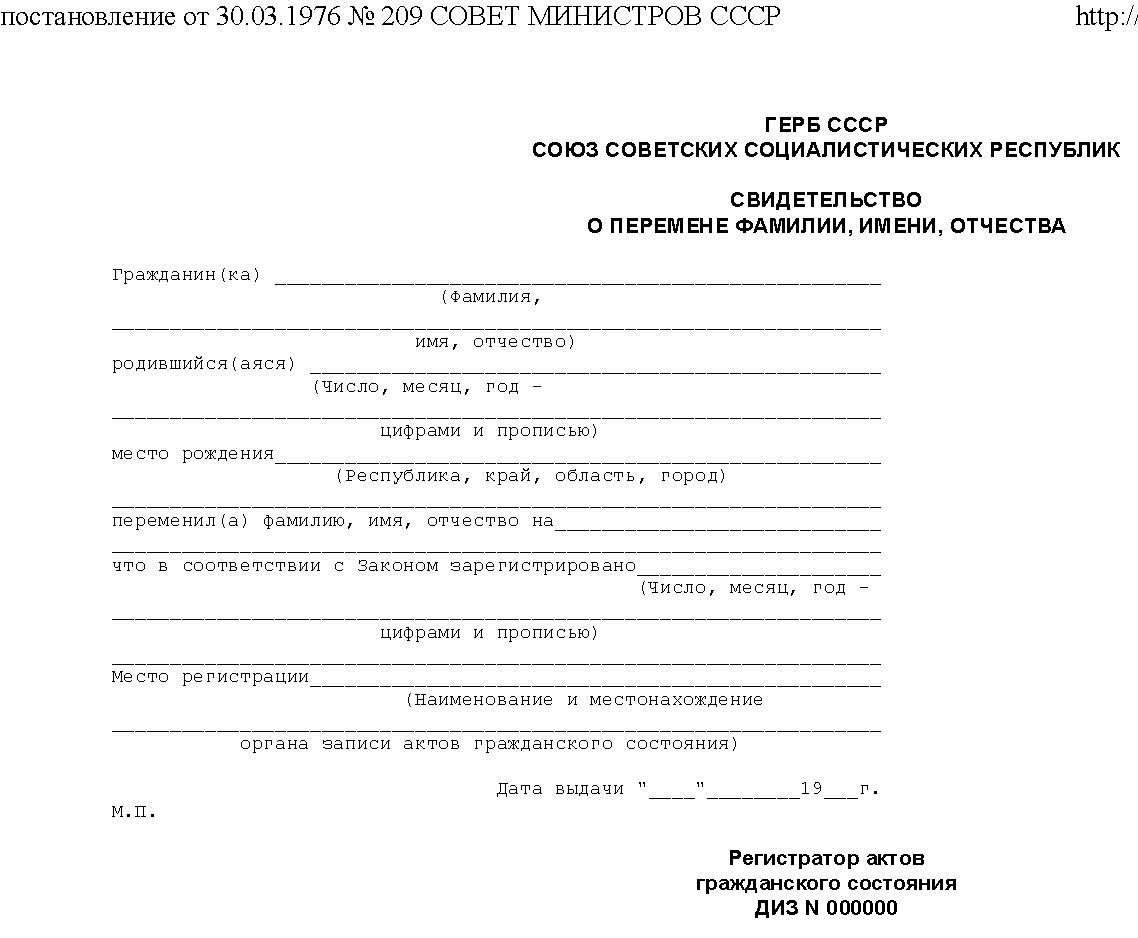 постановление от 30.03.1976 № 209 СОВЕТ МИНИСТРОВ СССР http:/
ГЕРБ СССР
СОЮЗ СОВЕТСКИХ СОЦИАЛИСТИЧЕСКИХ РЕСПУБЛИК
СВИДЕТЕЛЬСТВО
О ПЕРЕМЕНЕ ФАМИЛИИ, ИМЕНИ, ОТЧЕСТВА
Гражданин(ка) ____________________________________________________
(Фамилия,
__________________________________________________________________
имя, отчество)
родившийся(аяся) _________________________________________________
(Число, месяц, год -
__________________________________________________________________
цифрами и прописью)
место рождения____________________________________________________
(Республика, край, область, город)
__________________________________________________________________
переменил(а) фамилию, имя, отчество на____________________________
__________________________________________________________________
что в соответствии с Законом зарегистрировано_____________________
(Число, месяц, год -
__________________________________________________________________
цифрами и прописью)
__________________________________________________________________
Место регистрации_________________________________________________
(Наименование и местонахождение
__________________________________________________________________
органа записи актов гражданского состояния)
Дата выдачи "____"________19___г.
М.П.
Регистратор актов
гражданского состояния
ДИЗ N 000000